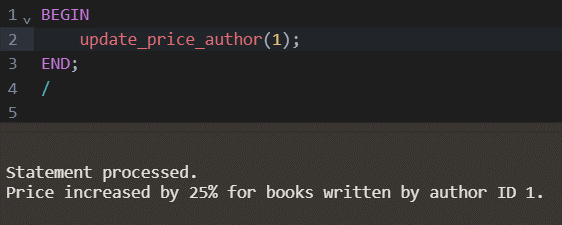 1 BEGIN
2     update_price_author(1);
3 END;
4 /
5
Statement processed.
Price increased by 25% for books written by author ID 1.